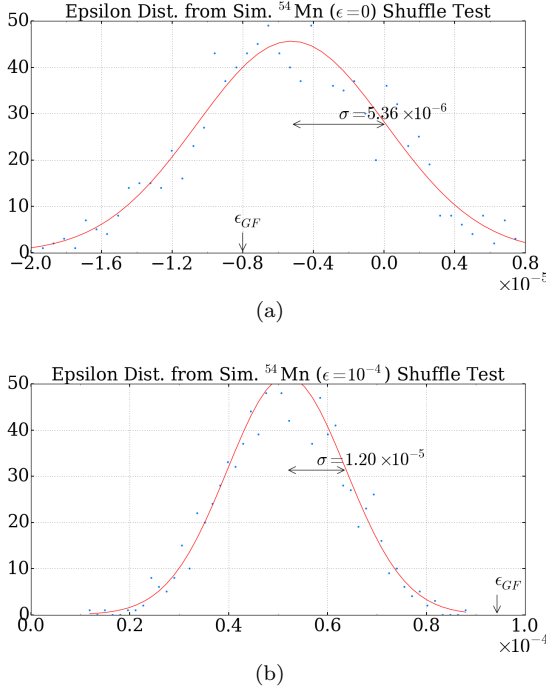 Epsilon Dist. from Sim. ⁵⁴Mn (ϵ=0) Shuffle Test
50
40
30
20
10
0
σ=5.36×10⁻⁶
ϵ_GF
−2.0 −1.6 −1.2 −0.8 −0.4 0.0 0.4 0.8
×10⁻⁵
(a)
Epsilon Dist. from Sim. ⁵⁴Mn (ϵ=10⁻⁴) Shuffle Test
50
40
30
20
10
0
σ=1.20×10⁻⁵
ϵ_GF
0.0 0.2 0.4 0.6 0.8 1.0
×10⁻⁴
(b)